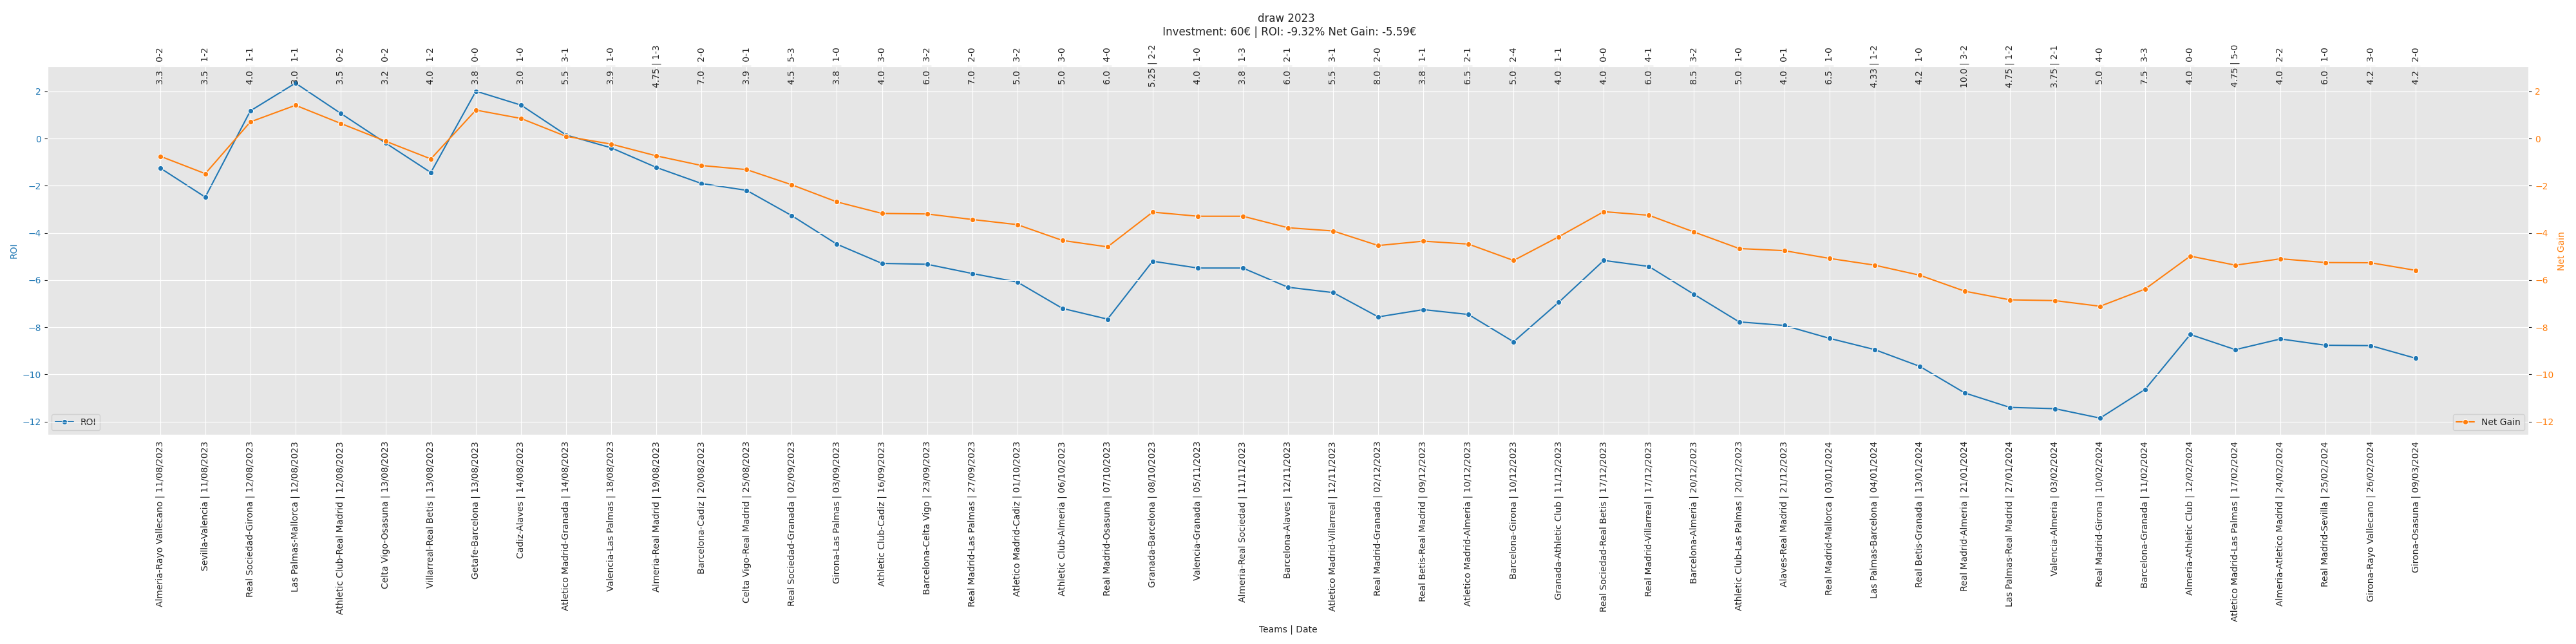 draw 2023
Investment: 60€ | ROI: -9.32% Net Gain: -5.59€
3.3 | 0-2
3.5 | 1-2
4.0 | 1-1
3.0 | 1-1
3.5 | 0-2
3.2 | 0-2
4.0 | 1-2
3.8 | 0-0
3.0 | 1-0
5.5 | 3-1
3.9 | 1-0
4.75 | 1-3
7.0 | 2-0
3.9 | 0-1
4.5 | 5-3
3.8 | 1-0
4.0 | 3-0
6.0 | 3-2
7.0 | 2-0
5.0 | 3-2
5.0 | 3-0
6.0 | 4-0
5.25 | 2-2
4.0 | 1-0
3.8 | 1-3
6.0 | 2-1
5.5 | 3-1
8.0 | 2-0
3.8 | 1-1
6.5 | 2-1
5.0 | 2-4
4.0 | 1-1
4.0 | 0-0
6.0 | 4-1
8.5 | 3-2
5.0 | 1-0
4.0 | 0-1
6.5 | 1-0
4.33 | 1-2
4.2 | 1-0
10.0 | 3-2
4.75 | 1-2
3.75 | 2-1
5.0 | 4-0
7.5 | 3-3
4.0 | 0-0
4.75 | 5-0
4.0 | 2-2
6.0 | 1-0
4.2 | 3-0
4.2 | 2-0
ROI
2
0
−2
−4
−6
−8
−10
−12
ROI
2
0
−2
−4
−6
−8
−10
−12
Net Gain
Net Gain
Almeria-Rayo Vallecano | 11/08/2023
Sevilla-Valencia | 11/08/2023
Real Sociedad-Girona | 12/08/2023
Las Palmas-Mallorca | 12/08/2023
Athletic Club-Real Madrid | 12/08/2023
Celta Vigo-Osasuna | 13/08/2023
Villarreal-Real Betis | 13/08/2023
Getafe-Barcelona | 13/08/2023
Cadiz-Alaves | 14/08/2023
Atletico Madrid-Granada | 14/08/2023
Valencia-Las Palmas | 18/08/2023
Almeria-Real Madrid | 19/08/2023
Barcelona-Cadiz | 20/08/2023
Celta Vigo-Real Madrid | 25/08/2023
Real Sociedad-Granada | 02/09/2023
Girona-Las Palmas | 03/09/2023
Athletic Club-Cadiz | 16/09/2023
Barcelona-Celta Vigo | 23/09/2023
Real Madrid-Las Palmas | 27/09/2023
Atletico Madrid-Cadiz | 01/10/2023
Athletic Club-Almeria | 06/10/2023
Real Madrid-Osasuna | 07/10/2023
Granada-Barcelona | 08/10/2023
Valencia-Granada | 05/11/2023
Almeria-Real Sociedad | 11/11/2023
Barcelona-Alaves | 12/11/2023
Atletico Madrid-Villarreal | 12/11/2023
Real Madrid-Granada | 02/12/2023
Real Betis-Real Madrid | 09/12/2023
Atletico Madrid-Almeria | 10/12/2023
Barcelona-Girona | 10/12/2023
Granada-Athletic Club | 11/12/2023
Real Sociedad-Real Betis | 17/12/2023
Real Madrid-Villarreal | 17/12/2023
Barcelona-Almeria | 20/12/2023
Athletic Club-Las Palmas | 20/12/2023
Alaves-Real Madrid | 21/12/2023
Real Madrid-Mallorca | 03/01/2024
Las Palmas-Barcelona | 04/01/2024
Real Betis-Granada | 13/01/2024
Real Madrid-Almeria | 21/01/2024
Las Palmas-Real Madrid | 27/01/2024
Valencia-Almeria | 03/02/2024
Real Madrid-Girona | 10/02/2024
Barcelona-Granada | 11/02/2024
Almeria-Athletic Club | 12/02/2024
Atletico Madrid-Las Palmas | 17/02/2024
Almeria-Atletico Madrid | 24/02/2024
Real Madrid-Sevilla | 25/02/2024
Girona-Rayo Vallecano | 26/02/2024
Girona-Osasuna | 09/03/2024
Teams | Date